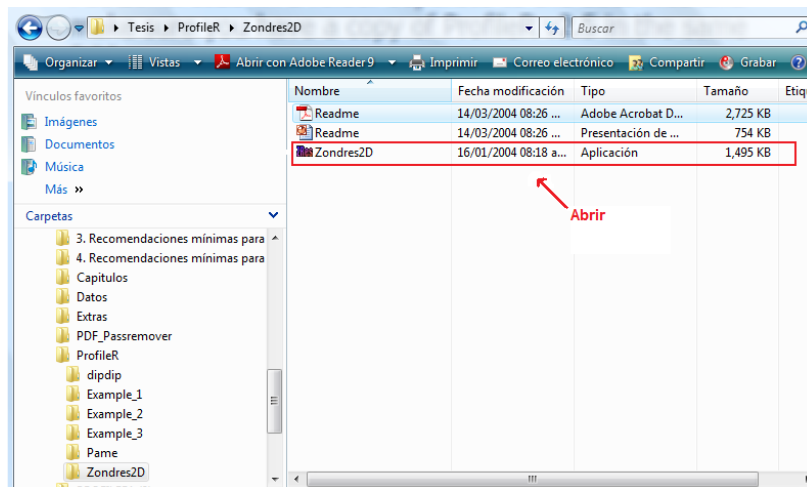 Tesis ▸ ProfileR ▸ Zondres2D
Buscar
Organizar Vistas Abrir con Adobe Reader 9 Imprimir Correo electrónico Compartir Grabar
Vínculos favoritos
Imágenes
Documentos
Música
Más »
Carpetas
3. Recomendaciones mínimas para
4. Recomendaciones mínimas para
Capitulos
Datos
Extras
PDF_Passremover
ProfileR
dipdip
Example_1
Example_2
Example_3
Pame
Zondres2D
Nombre Fecha modificación Tipo Tamaño Etiqu
Readme 14/03/2004 08:26 ... Adobe Acrobat D... 2,725 KB
Readme 14/03/2004 08:26 ... Presentación de ... 754 KB
Zondres2D 16/01/2004 08:18 a... Aplicación 1,495 KB
Abrir